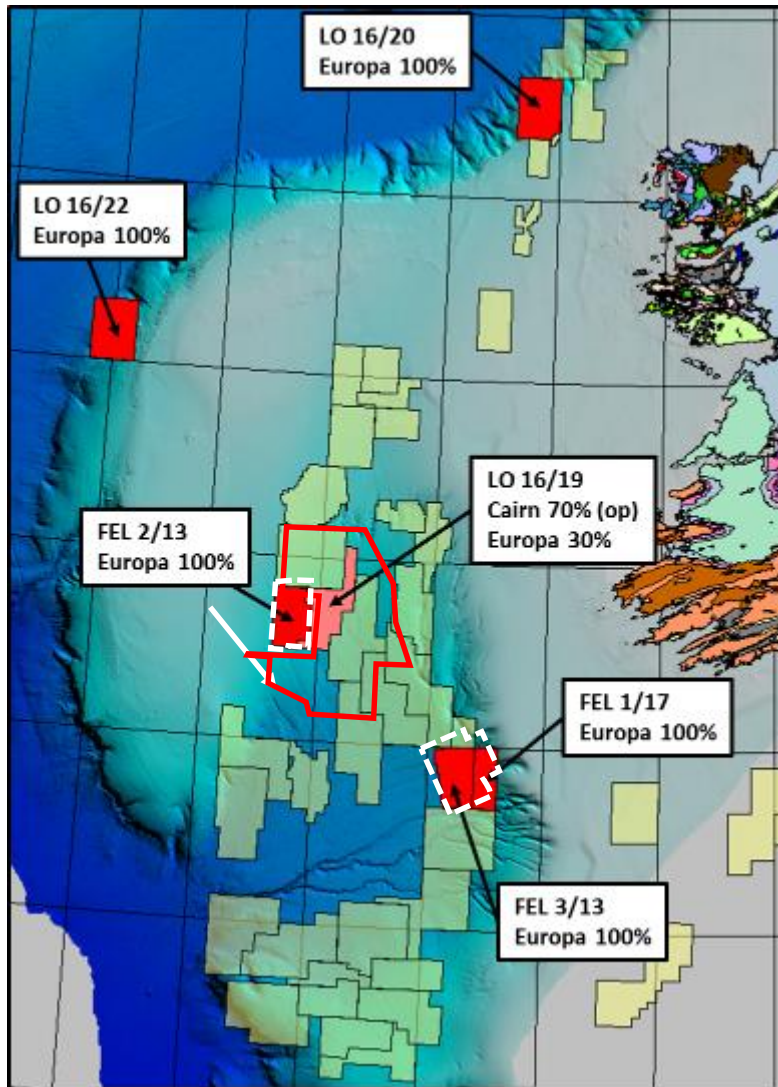 LO 16/20
Europa 100%
LO 16/22
Europa 100%
LO 16/19
Cairn 70% (op)
Europa 30%
FEL 2/13
Europa 100%
FEL 1/17
Europa 100%
FEL 3/13
Europa 100%